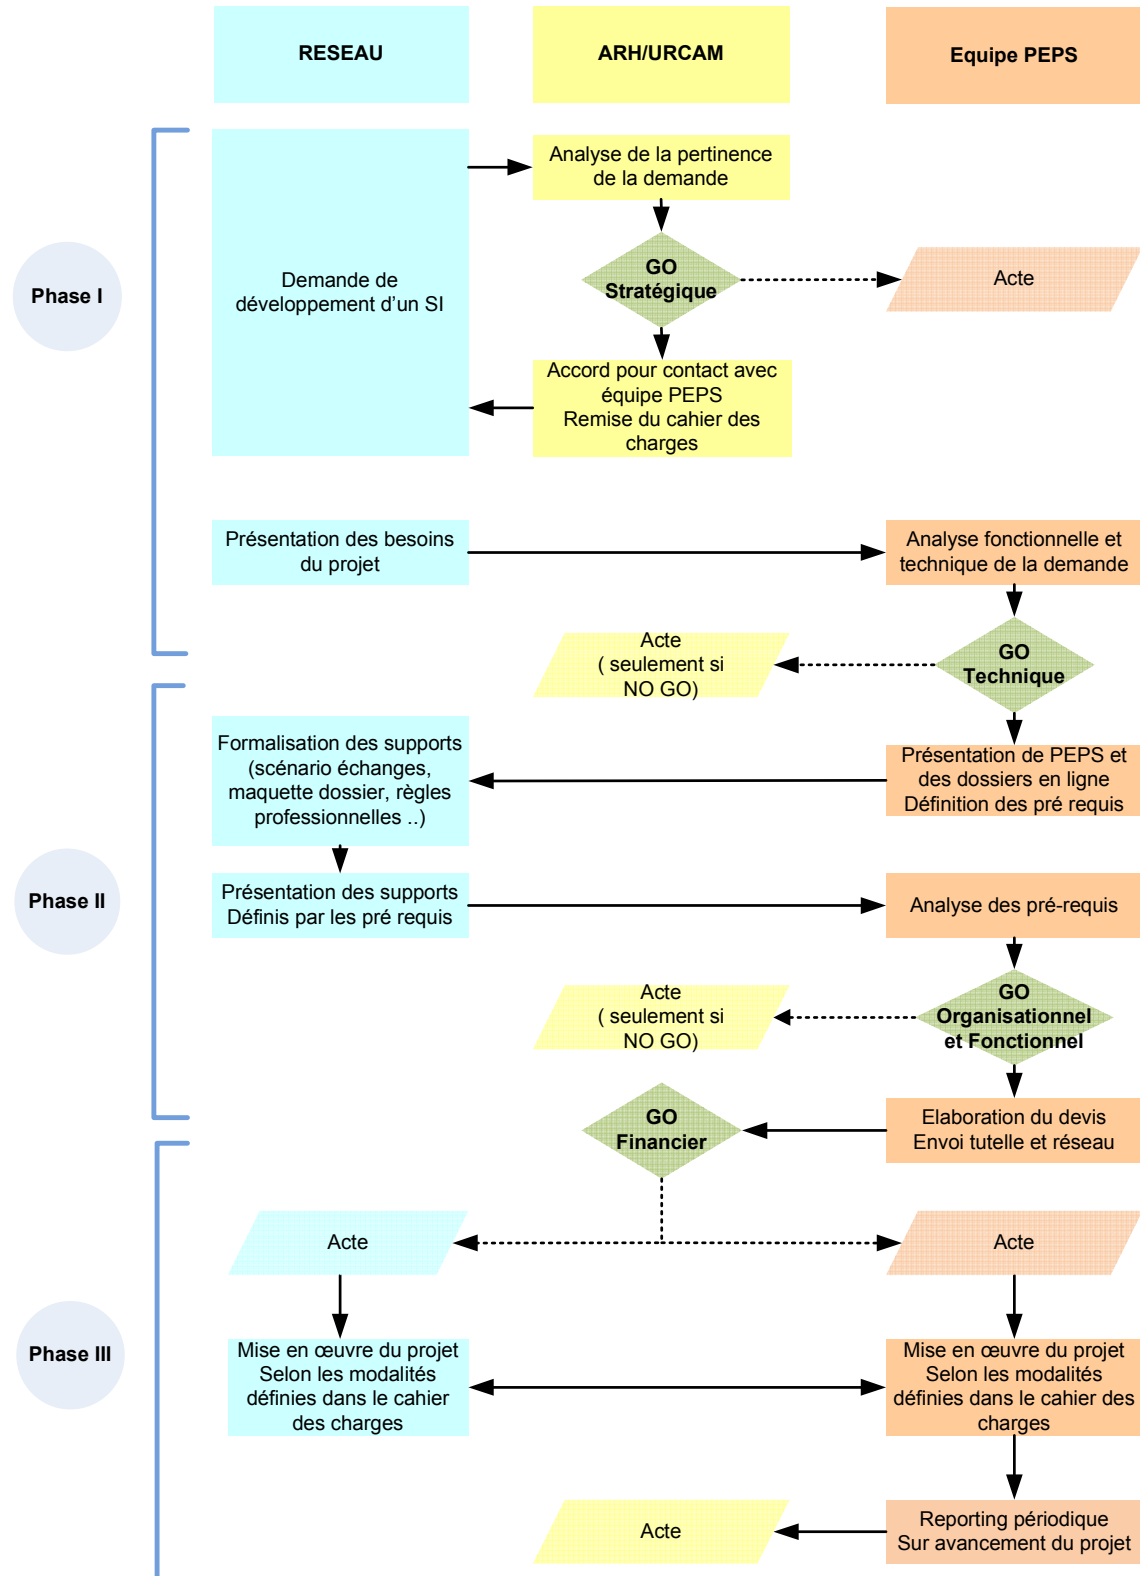 RESEAU
ARH/URCAM
Equipe PEPS
Phase I
Demande de
développement d'un SI
Analyse de la pertinence
de la demande
GO
Stratégique
Acte
Accord pour contact avec
équipe PEPS
Remise du cahier des
charges
Présentation des besoins
du projet
Analyse fonctionnelle et
technique de la demande
Acte
( seulement si
NO GO)
GO
Technique
Phase II
Formalisation des supports
(scénario échanges,
maquette dossier, règles
professionnelles ..)
Présentation de PEPS et
des dossiers en ligne
Définition des pré requis
Présentation des supports
Définis par les pré requis
Analyse des pré-requis
Acte
( seulement si
NO GO)
GO
Organisationnel
et Fonctionnel
GO
Financier
Elaboration du devis
Envoi tutelle et réseau
Phase III
Acte
Acte
Mise en œuvre du projet
Selon les modalités
définies dans le cahier
des charges
Mise en œuvre du projet
Selon les modalités
définies dans le cahier des
charges
Acte
Reporting périodique
Sur avancement du projet